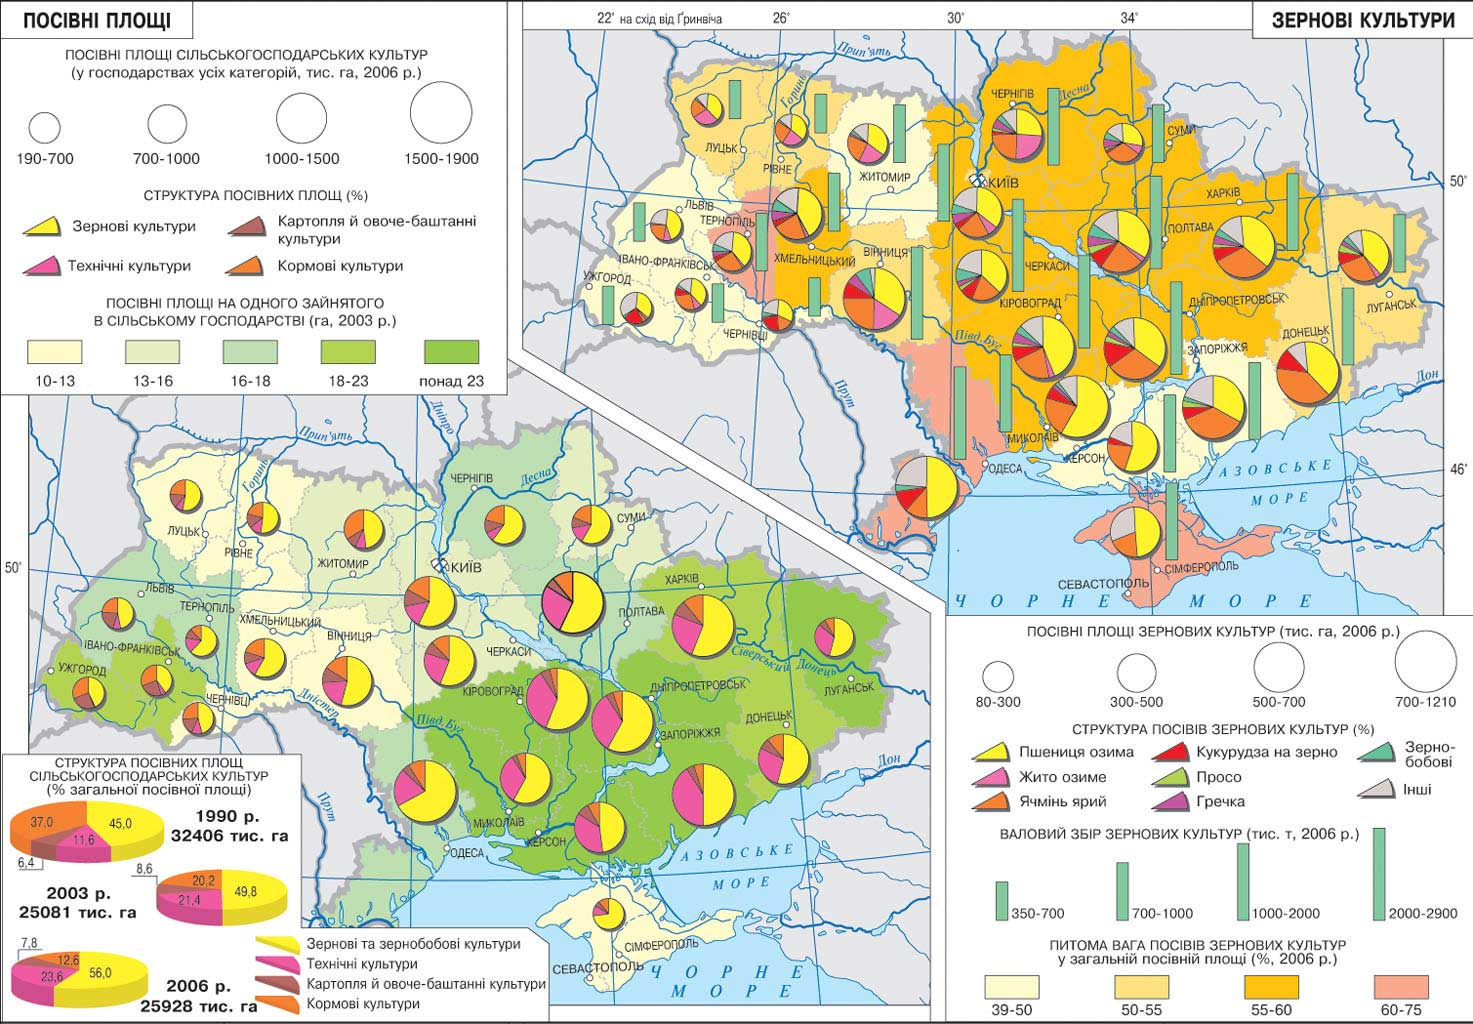 ПОСІВНІ ПЛОЩІ
ПОСІВНІ ПЛОЩІ СІЛЬСЬКОГОСПОДАРСЬКИХ КУЛЬТУР
(у господарствах усіх категорій, тис. га, 2006 р.)
190-700
700-1000
1000-1500
1500-1900
СТРУКТУРА ПОСІВНИХ ПЛОЩ (%)
Зернові культури
Картопля й овоче-баштанні
культури
Технічні культури
Кормові культури
ПОСІВНІ ПЛОЩІ НА ОДНОГО ЗАЙНЯТОГО
В СІЛЬСЬКОМУ ГОСПОДАРСТВІ (га, 2003 р.)
10-13
13-16
16-18
18-23
понад 23
22° на схід від Ґринвіча
26°
30°
34°
ЗЕРНОВІ КУЛЬТУРИ
Прип'ять
Горинь
Десна
ЧЕРНІГІВ
СУМИ
ЛУЦЬК
РІВНЕ
ЖИТОМИР
КИЇВ
50°
ХАРКІВ
ЛЬВІВ
ТЕРНОПІЛЬ
ПОЛТАВА
ВІННИЦЯ
ХМЕЛЬНИЦЬКИЙ
ІВАНО-ФРАНКІВСЬК
ЧЕРКАСИ
УЖГОРОД
КІРОВОГРАД
ДНІПРОПЕТРОВСЬК
ЛУГАНСЬК
ЧЕРНІВЦІ
Півд. Буг
ДОНЕЦЬК
ЗАПОРІЖЖЯ
Прут
Дон
МИКОЛАЇВ
ХЕРСОН
ОДЕСА
46°
АЗОВСЬКЕ
МОРЕ
СІМФЕРОПОЛЬ
СЕВАСТОПОЛЬ
ЧОРНЕ МОРЕ
Дніпро
Прип'ять
Горинь
Десна
ЧЕРНІГІВ
ЛУЦЬК
РІВНЕ
СУМИ
50°
ЖИТОМИР
КИЇВ
ХАРКІВ
ЛЬВІВ
ТЕРНОПІЛЬ
ПОЛТАВА
ХМЕЛЬНИЦЬКИЙ
ВІННИЦЯ
ІВАНО-ФРАНКІВСЬК
ЧЕРКАСИ
Сіверський Донець
УЖГОРОД
КІРОВОГРАД
ДНІПРОПЕТРОВСЬК
ЛУГАНСЬК
ЧЕРНІВЦІ
Дністер
Півд. Буг
ДОНЕЦЬК
ЗАПОРІЖЖЯ
Дон
Прут
МИКОЛАЇВ
ХЕРСОН
ОДЕСА
АЗОВСЬКЕ
МОРЕ
СІМФЕРОПОЛЬ
СЕВАСТОПОЛЬ
ЧОРНЕ
МОРЕ
СТРУКТУРА ПОСІВНИХ ПЛОЩ
СІЛЬСЬКОГОСПОДАРСЬКИХ КУЛЬТУР
(% загальної посівної площі)
37,0
45,0
11,6
6,4
1990 р.
32406 тис. га
8,6
20,2
49,8
21,4
2003 р.
25081 тис. га
7,8
12,6
56,0
23,6
2006 р.
25928 тис. га
Зернові та зернобобові культури
Технічні культури
Картопля й овоче-баштанні культури
Кормові культури
ПОСІВНІ ПЛОЩІ ЗЕРНОВИХ КУЛЬТУР (тис. га, 2006 р.)
80-300
300-500
500-700
700-1210
СТРУКТУРА ПОСІВІВ ЗЕРНОВИХ КУЛЬТУР (%)
Пшениця озима
Кукурудза на зерно
Зерно-
бобові
Жито озиме
Просо
Інші
Ячмінь ярий
Гречка
ВАЛОВИЙ ЗБІР ЗЕРНОВИХ КУЛЬТУР (тис. т, 2006 р.)
350-700
700-1000
1000-2000
2000-2900
ПИТОМА ВАГА ПОСІВІВ ЗЕРНОВИХ КУЛЬТУР
у загальній посівній площі (%, 2006 р.)
39-50
50-55
55-60
60-75